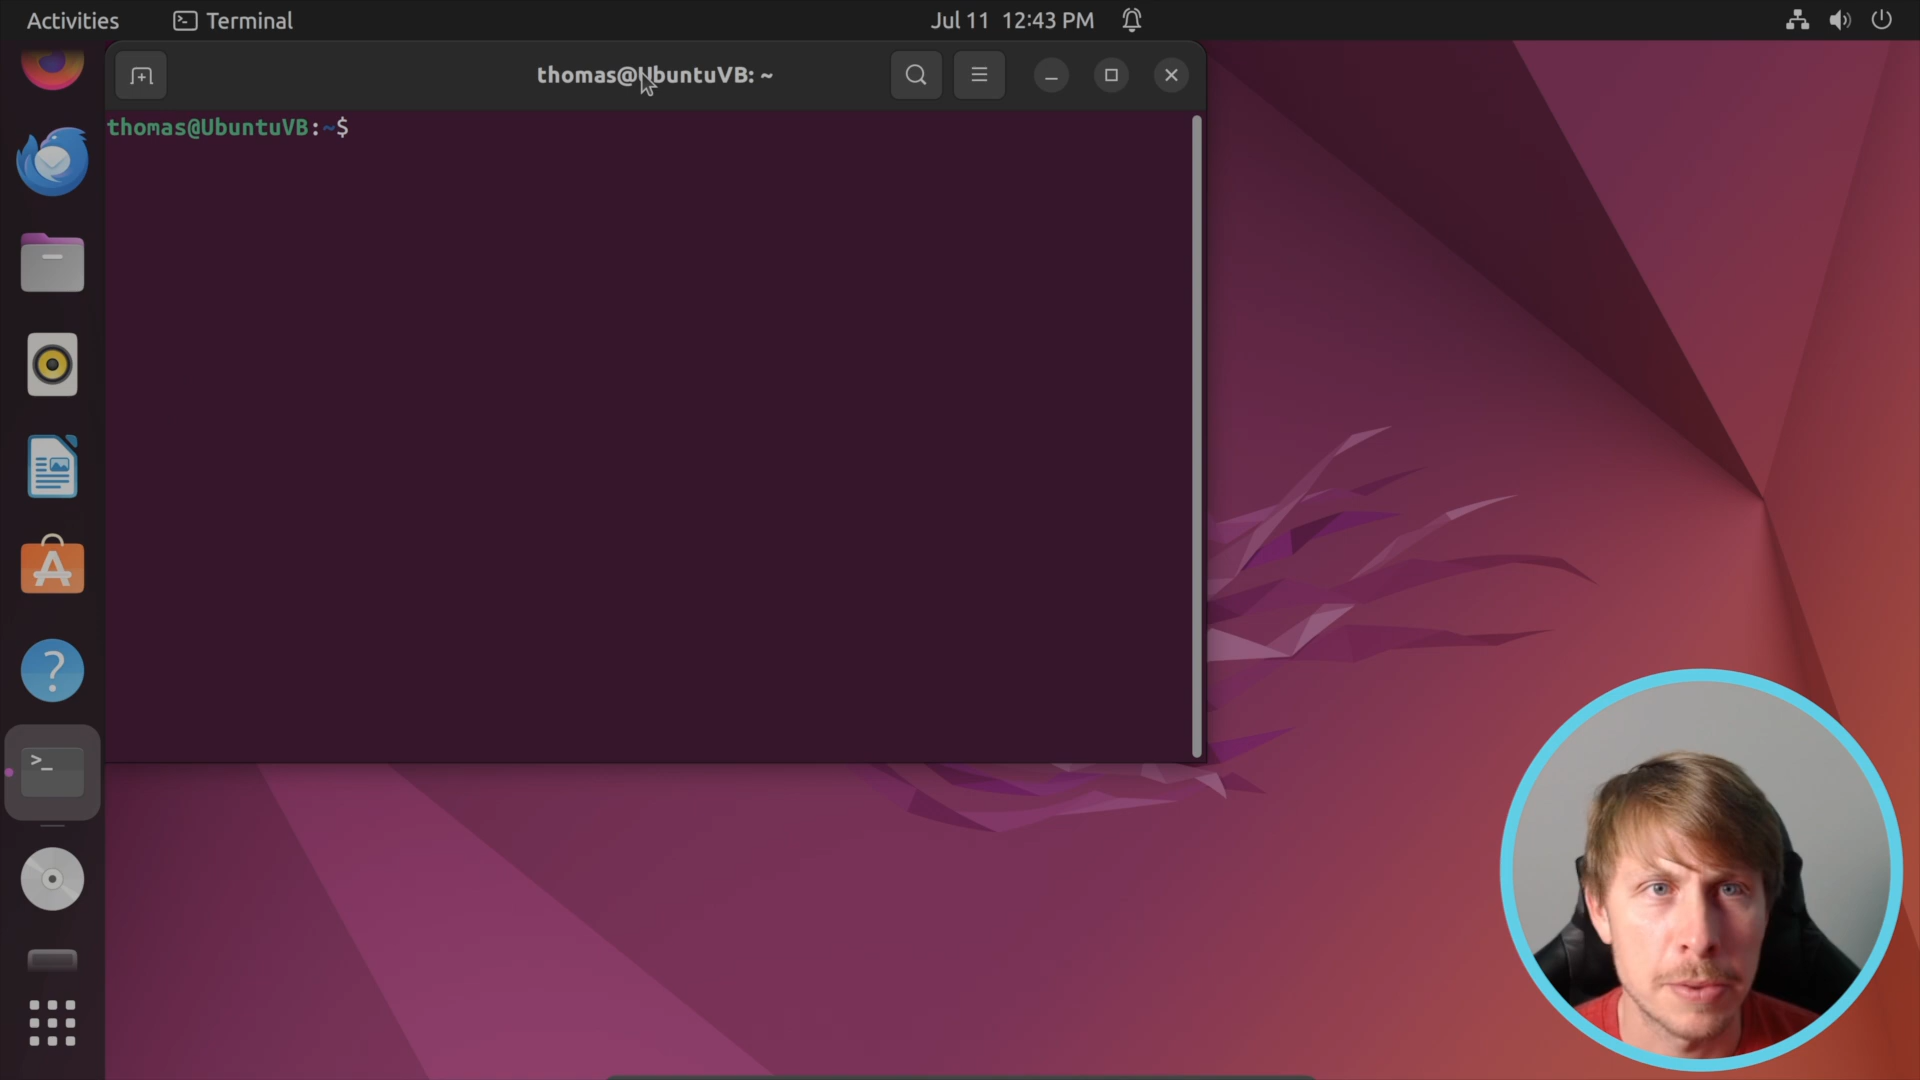 Activities
Terminal
Jul 11 12:43 PM
thomas@UbuntuVB: ~
thomas@UbuntuVB:~$
>_